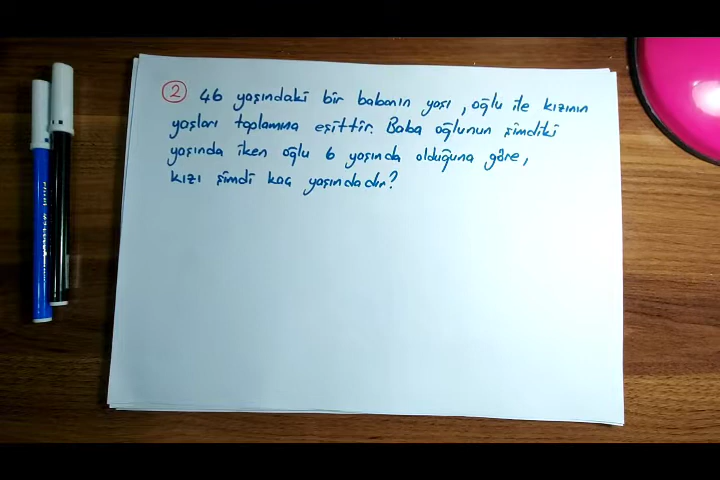 2 46 yaşındaki bir babanın yaşı, oğlu ile kızının
yaşları toplamına eşittir. Baba oğlunun şimdiki
yaşında iken oğlu 6 yaşında olduğuna göre,
kızı şimdi kaç yaşındadır?